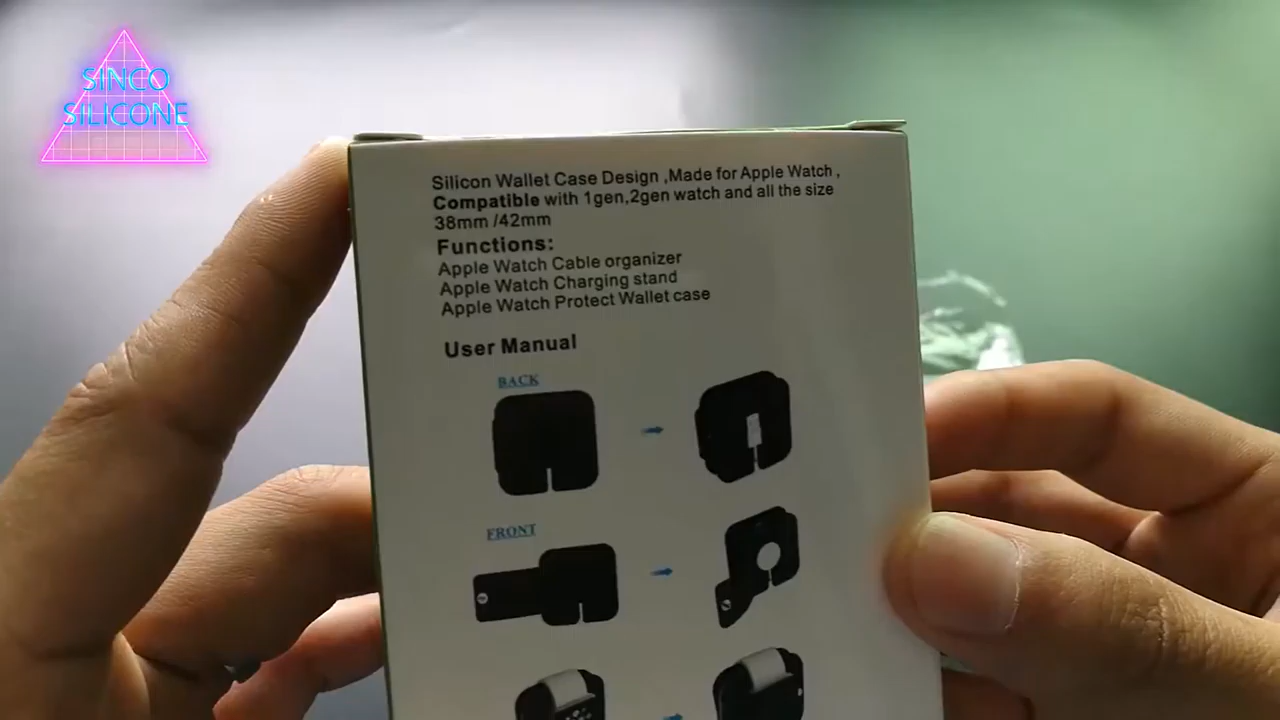 SINCO
SILICONE
Silicon Wallet Case Design ,Made for Apple Watch ,
Compatible with 1gen,2gen watch and all the size
38mm /42mm
Functions:
Apple Watch Cable organizer
Apple Watch Charging stand
Apple Watch Protect Wallet case
User Manual
BACK
FRONT